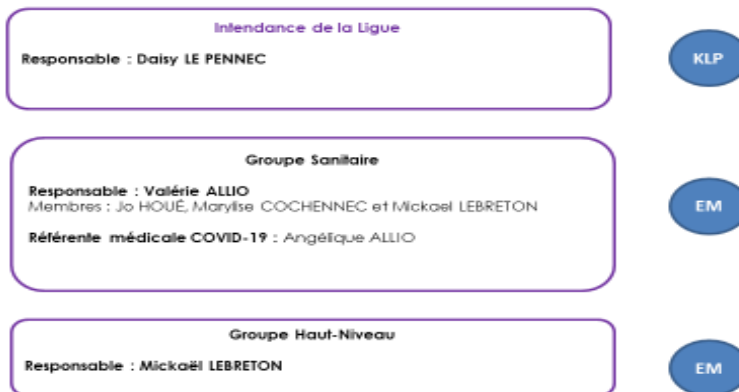 Intendance de la Ligue
Responsable : Daisy LE PENNEC
KLP
Groupe Sanitaire
Responsable : Valérie ALLIO
Membres : Jo HOUÉ, Marylise COCHENNEC et Mickael LEBRETON
EM
Référente médicale COVID-19 : Angélique ALLIO
Groupe Haut-Niveau
Responsable : Mickaël LEBRETON
EM